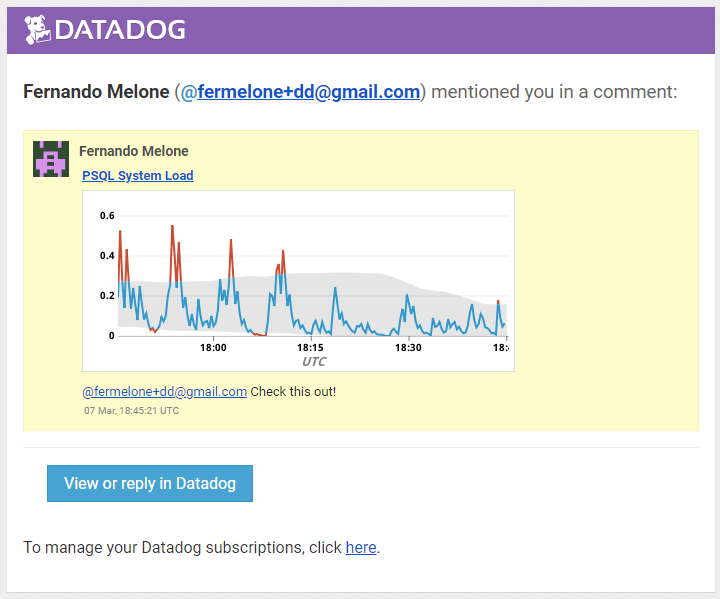 DATADOG
Fernando Melone (@fermelone+dd@gmail.com) mentioned you in a comment:
Fernando Melone
PSQL System Load
0.6
0.4
0.2
0
18:00 18:15 18:30 18:4
UTC
@fermelone+dd@gmail.com Check this out!
07 Mar, 18:45:21 UTC
View or reply in Datadog
To manage your Datadog subscriptions, click here.